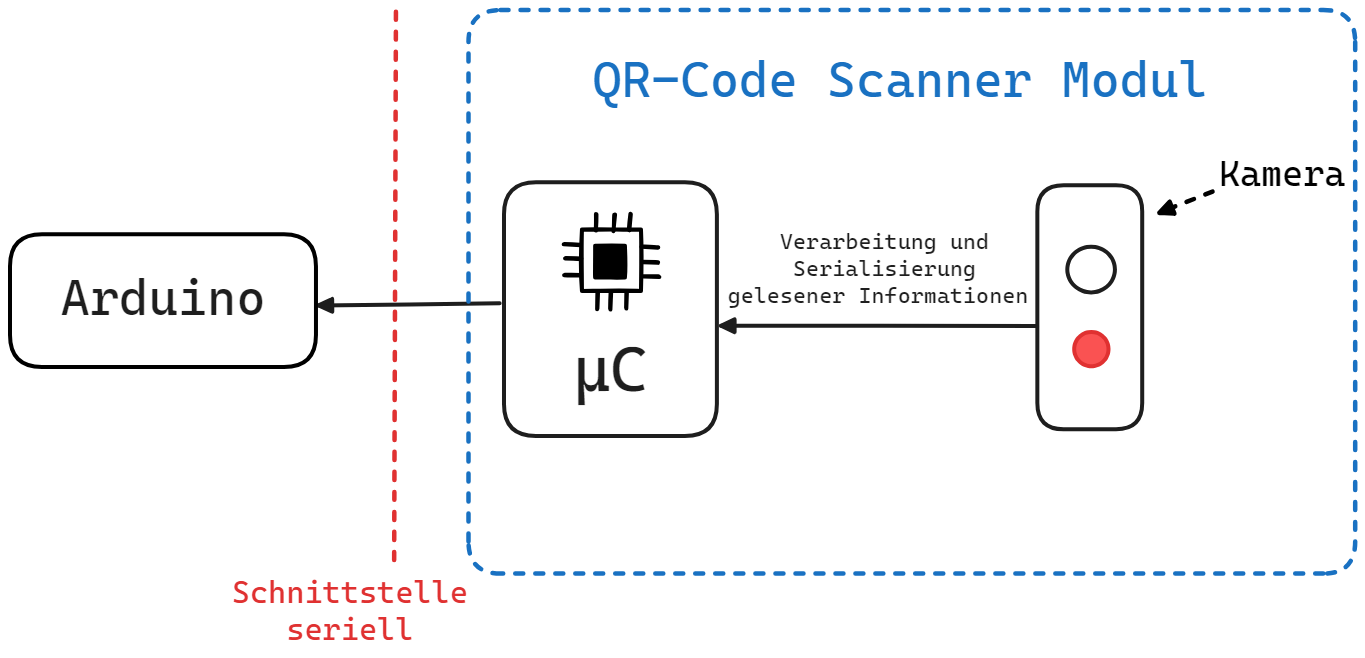 QR-Code Scanner Modul
Kamera
Verarbeitung und
Serialisierung
gelesener Informationen
Arduino
µC
Schnittstelle
seriell